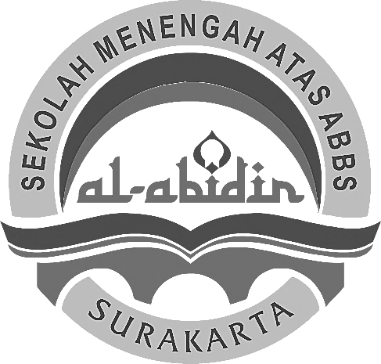 SEKOLAH MENENGAH ATAS ABBS
al-abidin
SURAKARTA